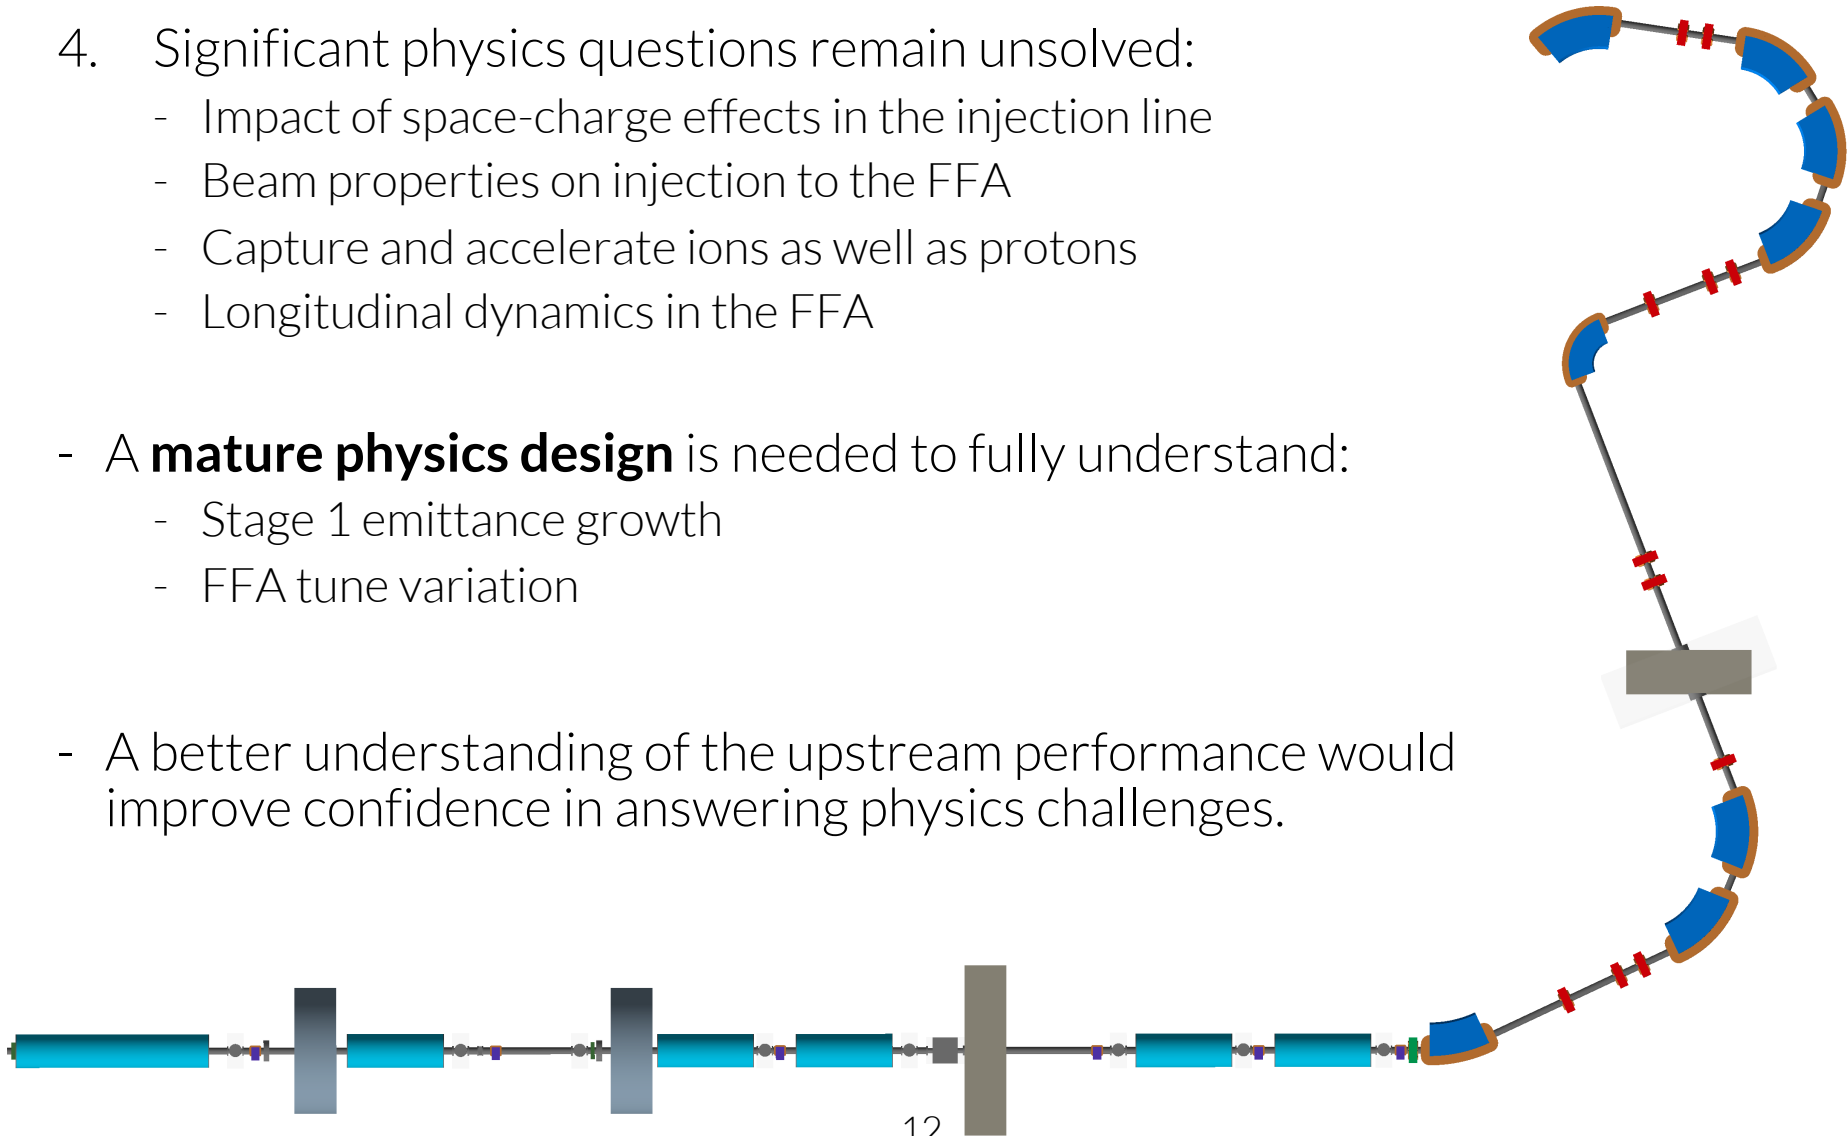 4. Significant physics questions remain unsolved:
- Impact of space-charge effects in the injection line
- Beam properties on injection to the FFA
- Capture and accelerate ions as well as protons
- Longitudinal dynamics in the FFA
- A mature physics design is needed to fully understand:
- Stage 1 emittance growth
- FFA tune variation
- A better understanding of the upstream performance would
improve confidence in answering physics challenges.
12